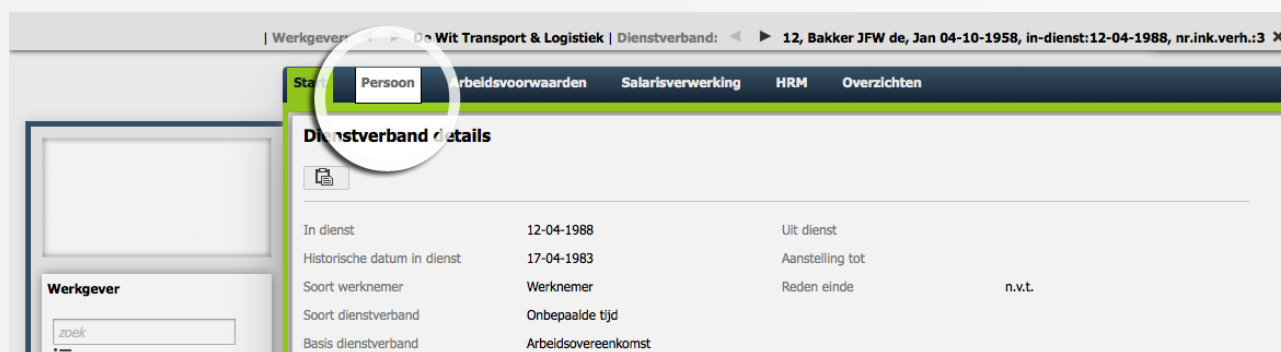 | Werkgever: De Wit Transport & Logistiek | Dienstverband: 12, Bakker JFW de, Jan 04-10-1958, in-dienst:12-04-1988, nr.ink.verh.:3
Start Persoon Arbeidsvoorwaarden Salarisverwerking HRM Overzichten
Dienstverband details
In dienst 12-04-1988 Uit dienst
Historische datum in dienst 17-04-1983 Aanstelling tot
Soort werknemer Werknemer Reden einde n.v.t.
Soort dienstverband Onbepaalde tijd
Basis dienstverband Arbeidsovereenkomst
Werkgever
zoek